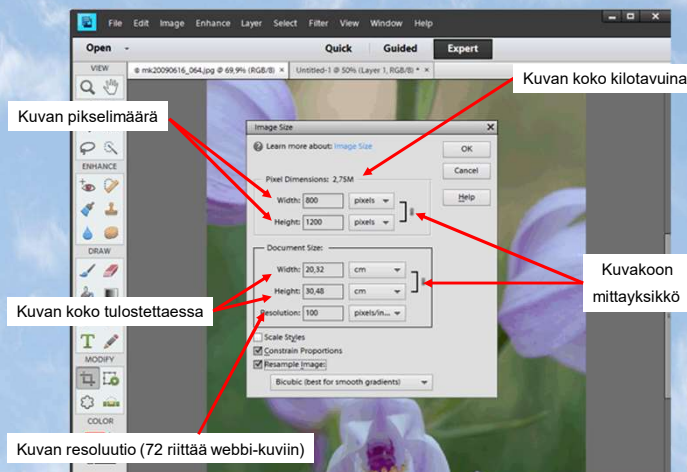 File Edit Image Enhance Layer Select Filter View Window Help
Open Quick Guided Expert
VIEW
mk20090616_064.jpg @ 69,9% (RGB/8) × Untitled-1 @ 50% (Layer 1, RGB/8) * ×
Kuvan koko kilotavuina
Kuvan pikselimäärä
Image Size
Learn more about: Image Size
OK
Cancel
Help
Pixel Dimensions: 2,75M
Width: 800 pixels
Height: 1200 pixels
ENHANCE
DRAW
Document Size:
Width: 20,32 cm
Height: 30,48 cm
Resolution: 100 pixels/in...
Kuvakoon
mittayksikkö
Kuvan koko tulostettaessa
Scale Styles
Constrain Proportions
Resample Image:
Bicubic (best for smooth gradients)
T
MODIFY
COLOR
Kuvan resoluutio (72 riittää webbi-kuviin)